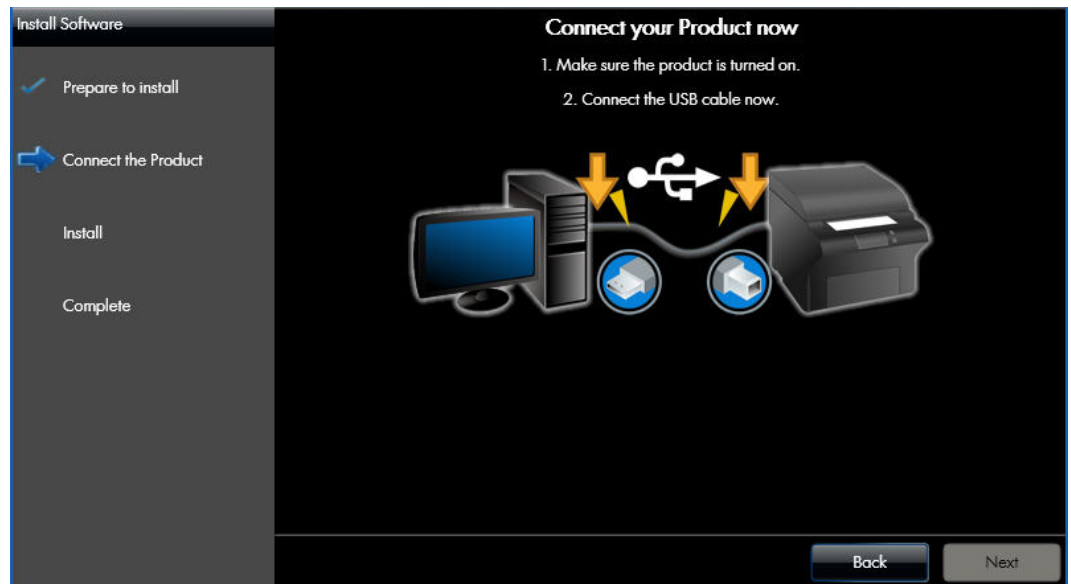 Install Software
Prepare to install
Connect the Product
Install
Complete
Connect your Product now
1. Make sure the product is turned on.
2. Connect the USB cable now.
Back
Next